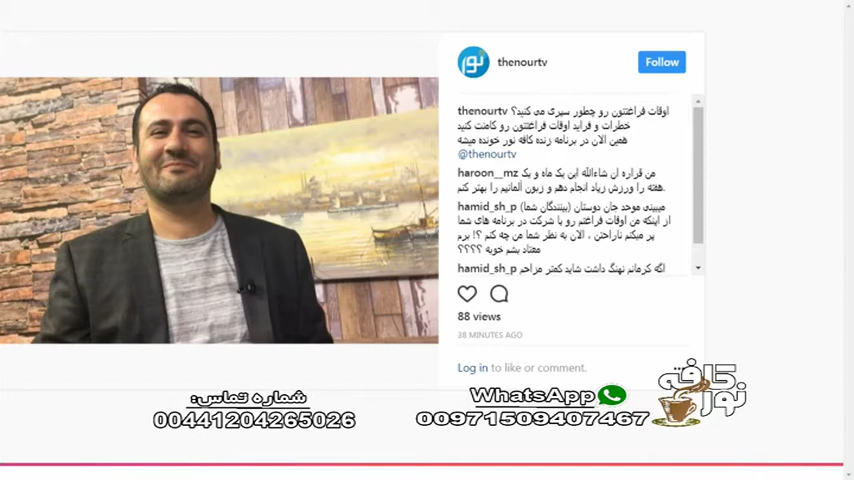 نور
thenourtv
Follow
thenourtv اوقات فراغتتون رو چطور سپری می کنید؟
خطرات و فراید اوقات فراغتتون رو کامنت کنید
همین الان در برنامه زنده کافه نور خونده میشه
@thenourtv
haroon__mz من قراره ان شاءالله این یک ماه و یک
هفته را ورزش زیاد انجام دهم و زبون آلمانیم را بهتر کنم.
hamid_sh_p میبینی موحد جان دوستان (بینندگان شما)
از اینکه من اوقات فراغتم رو با شرکت در برنامه های شما
پر میکنم ناراحتن ، الان به نظر شما من چه کنم ؟! برم
معتاد بشم خوبه ؟؟؟؟
hamid_sh_p اگه کرمانم نهنگ داشت شاید کمتر مزاحم
88 views
38 MINUTES AGO
Log in to like or comment.
شماره تماس:
00441204265026
WhatsApp
00971509407467
کافه
نور